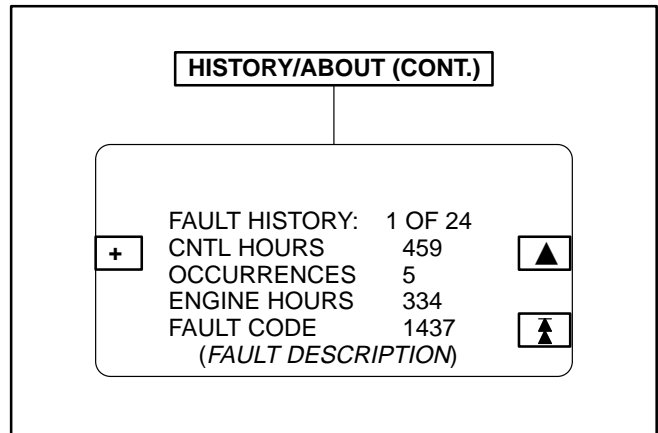 HISTORY/ABOUT (CONT.)
FAULT HISTORY: 1 OF 24
+ CNTL HOURS 459
OCCURRENCES 5
ENGINE HOURS 334
FAULT CODE 1437
(FAULT DESCRIPTION)